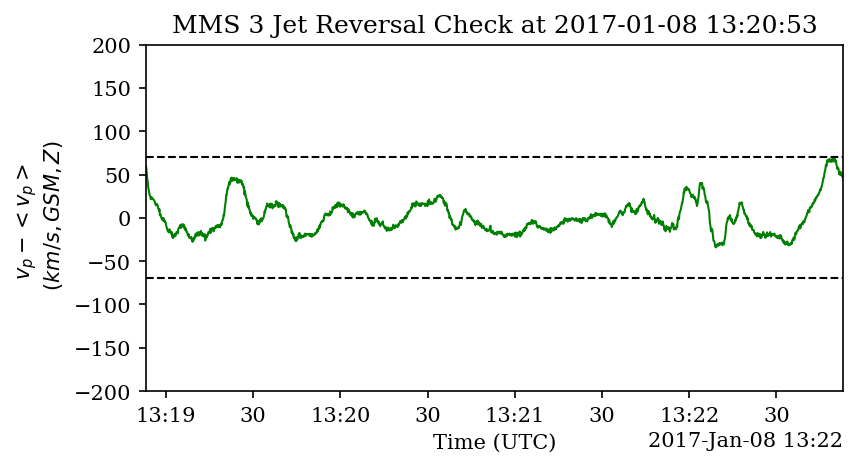 MMS 3 Jet Reversal Check at 2017-01-08 13:20:53
200
150
100
50
0
−50
−100
−150
−200
v_p − < v_p >
(km/s, GSM, Z)
13:19 30 13:20 30 13:21 30 13:22 30
Time (UTC)
2017-Jan-08 13:22